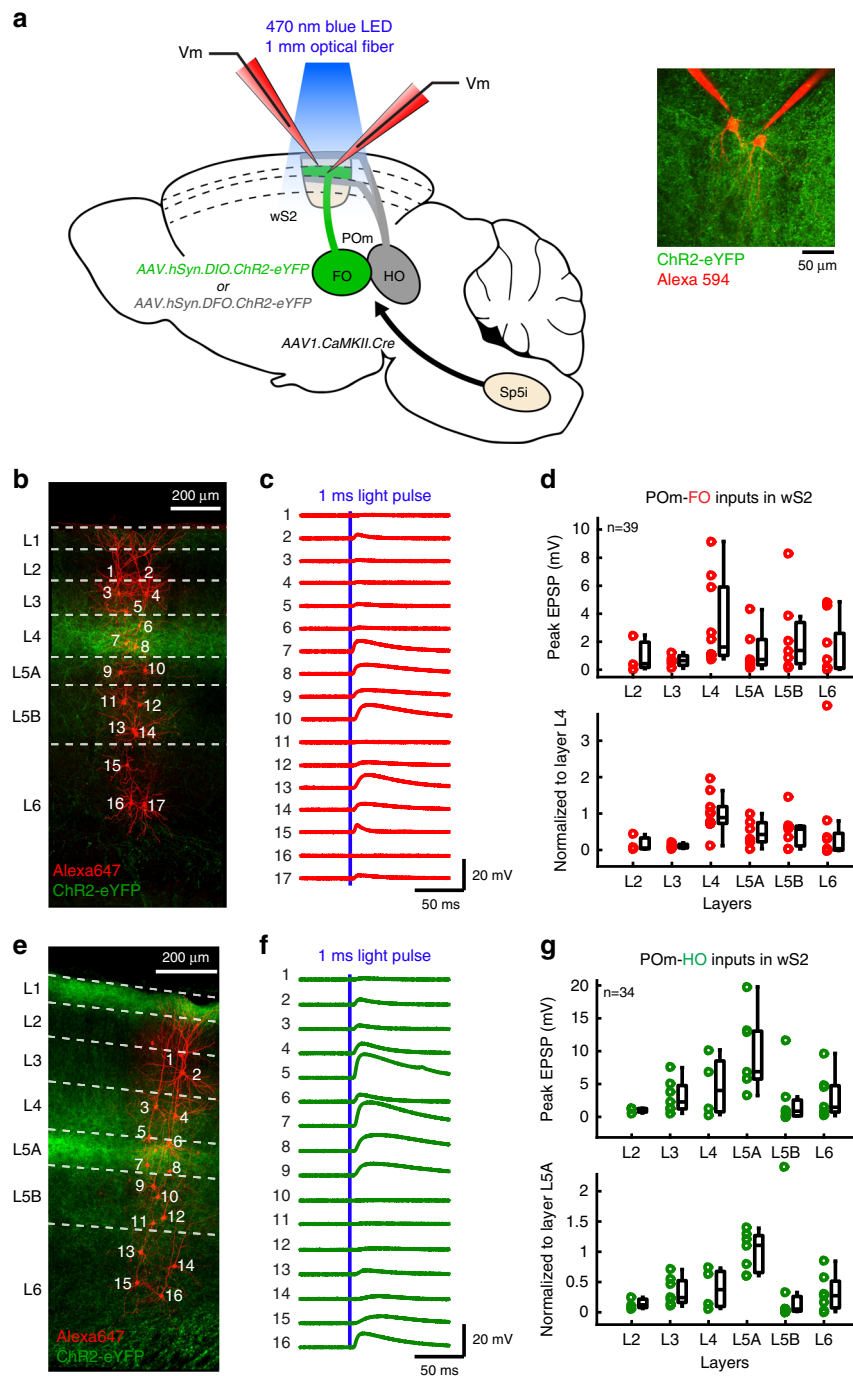 a
470 nm blue LED
1 mm optical fiber
Vm
Vm
wS2
POm
AAV.hSyn.DIO.ChR2-eYFP
or
AAV.hSyn.DFO.ChR2-eYFP
FO
HO
AAV1.CaMKII.Cre
Sp5i
ChR2-eYFP
Alexa 594
50 μm
b
200 μm
L1
L2
L3
L4
L5A
L5B
L6
1
2
3
4
5
6
7
8
9
10
11
12
13
14
15
16
17
Alexa647
ChR2-eYFP
c
1 ms light pulse
1
2
3
4
5
6
7
8
9
10
11
12
13
14
15
16
17
20 mV
50 ms
d
POm-FO inputs in wS2
n=39
Peak EPSP (mV)
10
8
6
4
2
0
L2 L3 L4 L5A L5B L6
Normalized to layer L4
3
2
1
0
L2 L3 L4 L5A L5B L6
Layers
e
200 μm
L1
L2
L3
L4
L5A
L5B
L6
1
2
3
4
5
6
7
8
9
10
11
12
13
14
15
16
Alexa647
ChR2-eYFP
f
1 ms light pulse
1
2
3
4
5
6
7
8
9
10
11
12
13
14
15
16
20 mV
50 ms
g
POm-HO inputs in wS2
n=34
Peak EPSP (mV)
20
15
10
5
0
L2 L3 L4 L5A L5B L6
Normalized to layer L5A
2
1.5
1
0.5
0
L2 L3 L4 L5A L5B L6
Layers